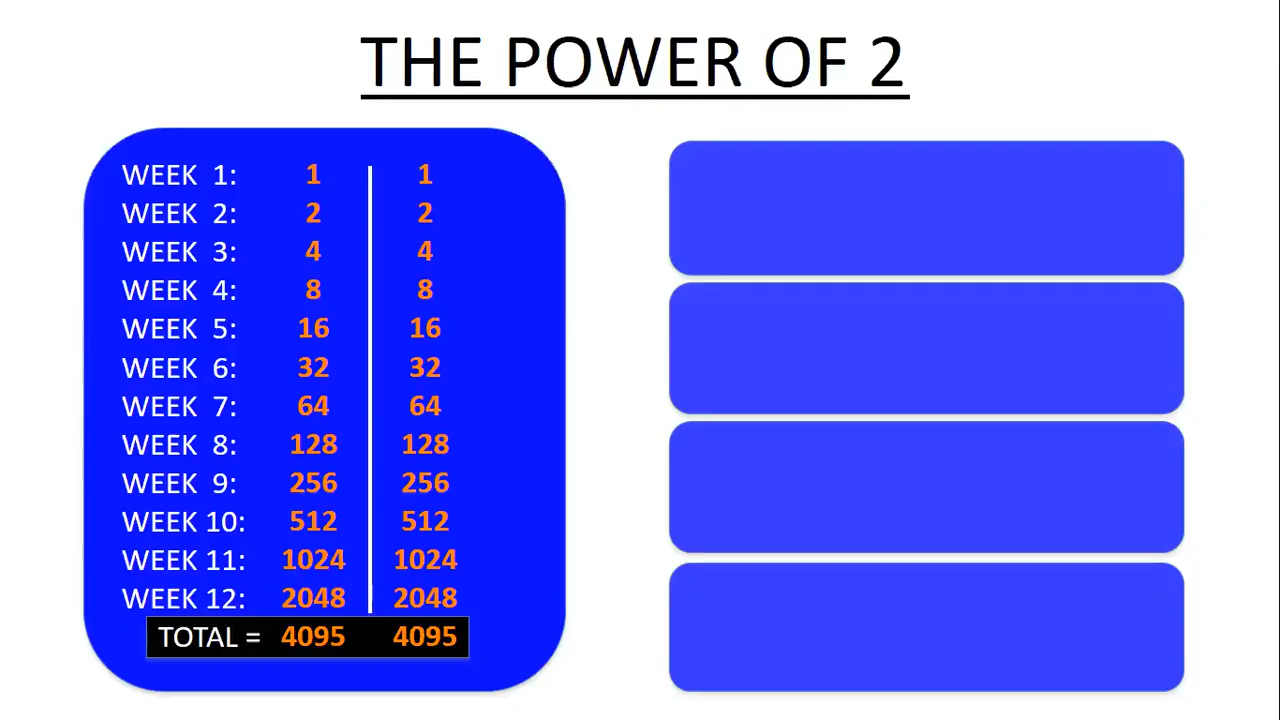 THE POWER OF 2
WEEK 1: 1 1
WEEK 2: 2 2
WEEK 3: 4 4
WEEK 4: 8 8
WEEK 5: 16 16
WEEK 6: 32 32
WEEK 7: 64 64
WEEK 8: 128 128
WEEK 9: 256 256
WEEK 10: 512 512
WEEK 11: 1024 1024
WEEK 12: 2048 2048
TOTAL = 4095 4095